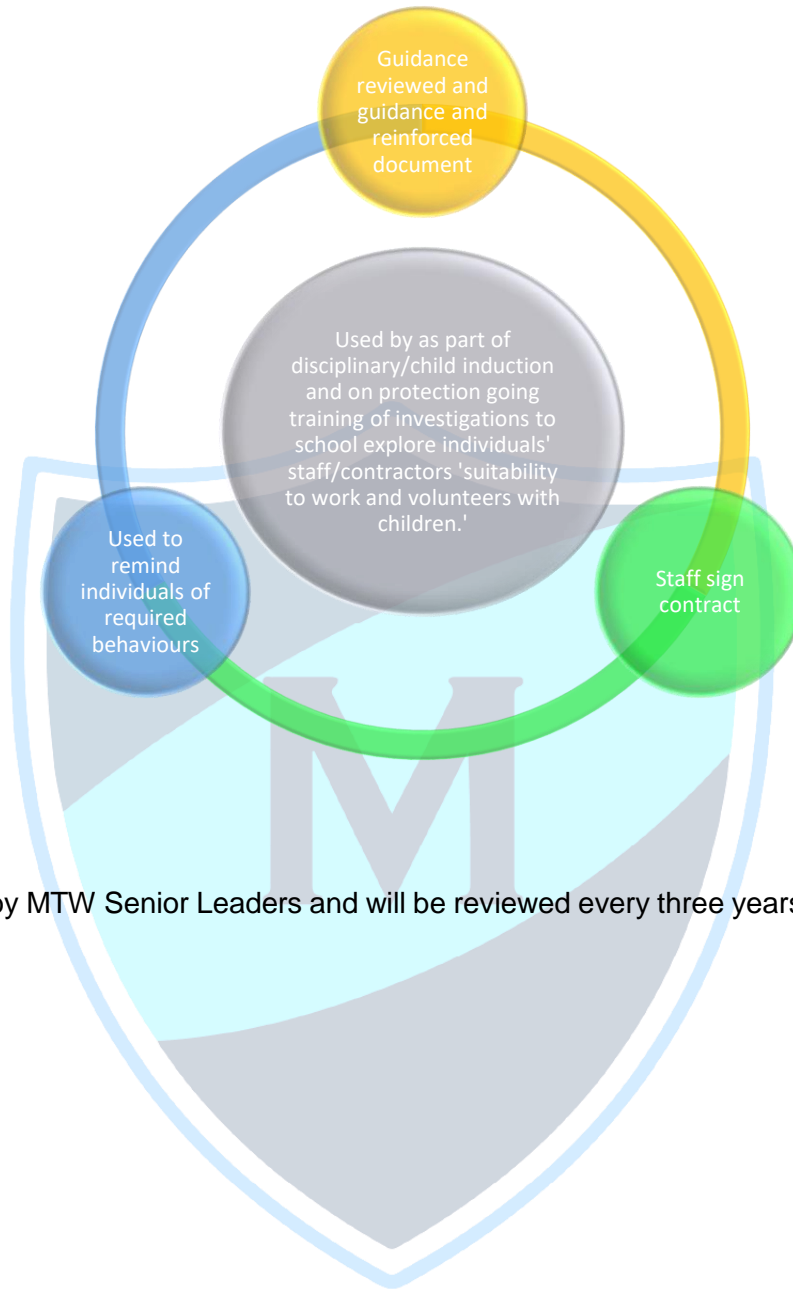 Guidance
reviewed and
guidance and
reinforced
document
Used by as part of
disciplinary/child induction
and on protection going
training of investigations to
school explore individuals'
staff/contractors 'suitability
to work and volunteers with
children.'
Used to
remind
individuals of
required
behaviours
Staff sign
contract
M
by MTW Senior Leaders and will be reviewed every three years